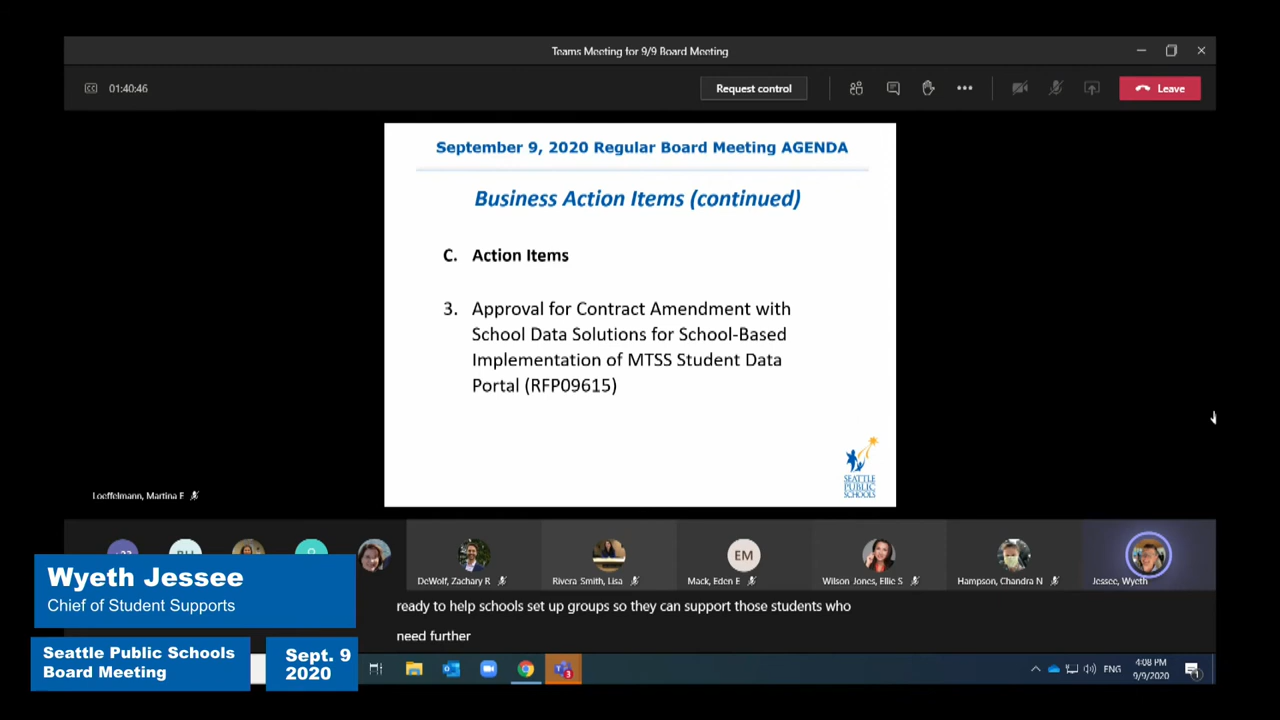 Teams Meeting for 9/9 Board Meeting
01:40:46
Request control
Leave
September 9, 2020 Regular Board Meeting AGENDA
Business Action Items (continued)
C. Action Items
3. Approval for Contract Amendment with
School Data Solutions for School-Based
Implementation of MTSS Student Data
Portal (RFP09615)
SEATTLE
PUBLIC
SCHOOLS
Loeffelmann, Martina E
DeWolf, Zachary R
Rivera Smith, Lisa
EM
Mack, Eden E
Wilson Jones, Ellie S
Hampson, Chandra N
Jessee, Wyeth
Wyeth Jessee
Chief of Student Supports
ready to help schools set up groups so they can support those students who
need further
Seattle Public Schools
Board Meeting
Sept. 9
2020
ENG
4:08 PM
9/9/2020